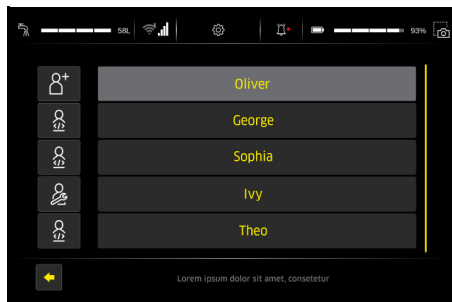 58L 93%
Oliver
George
Sophia
Ivy
Theo
Lorem ipsum dolor sit amet, consetetur